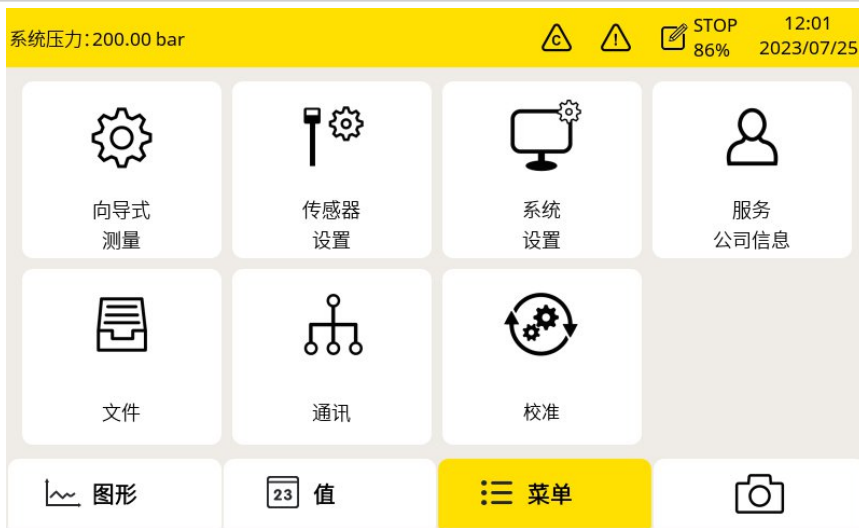 系统压力：200.00 bar
C
!
STOP
86%
12:01
2023/07/25
向导式
测量
传感器
设置
系统
设置
服务
公司信息
文件
通讯
校准
图形
23
值
菜单